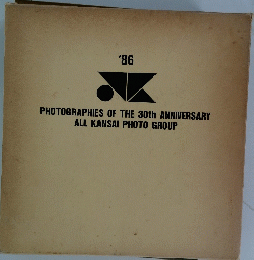 '86
PHOTOGRAPHIES OF THE 30th ANNIVERSARY
ALL KANSAI PHOTO GROUP